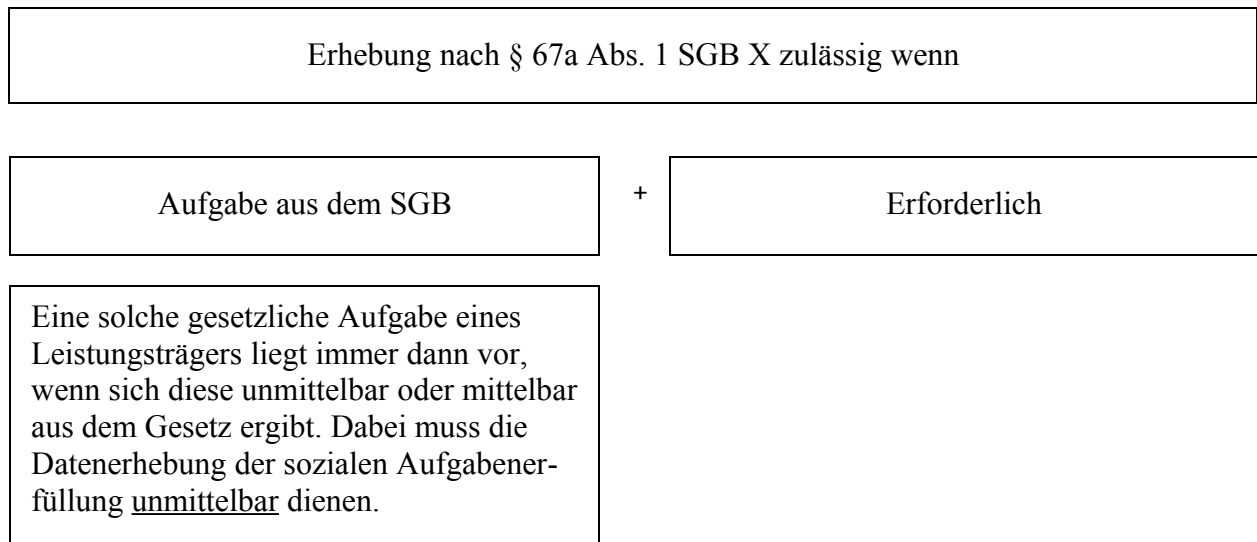 Erhebung nach § 67a Abs. 1 SGB X zulässig wenn
Aufgabe aus dem SGB
+
Erforderlich
Eine solche gesetzliche Aufgabe eines
Leistungsträgers liegt immer dann vor,
wenn sich diese unmittelbar oder mittelbar
aus dem Gesetz ergibt. Dabei muss die
Datenerhebung der sozialen Aufgabener-
füllung unmittelbar dienen.